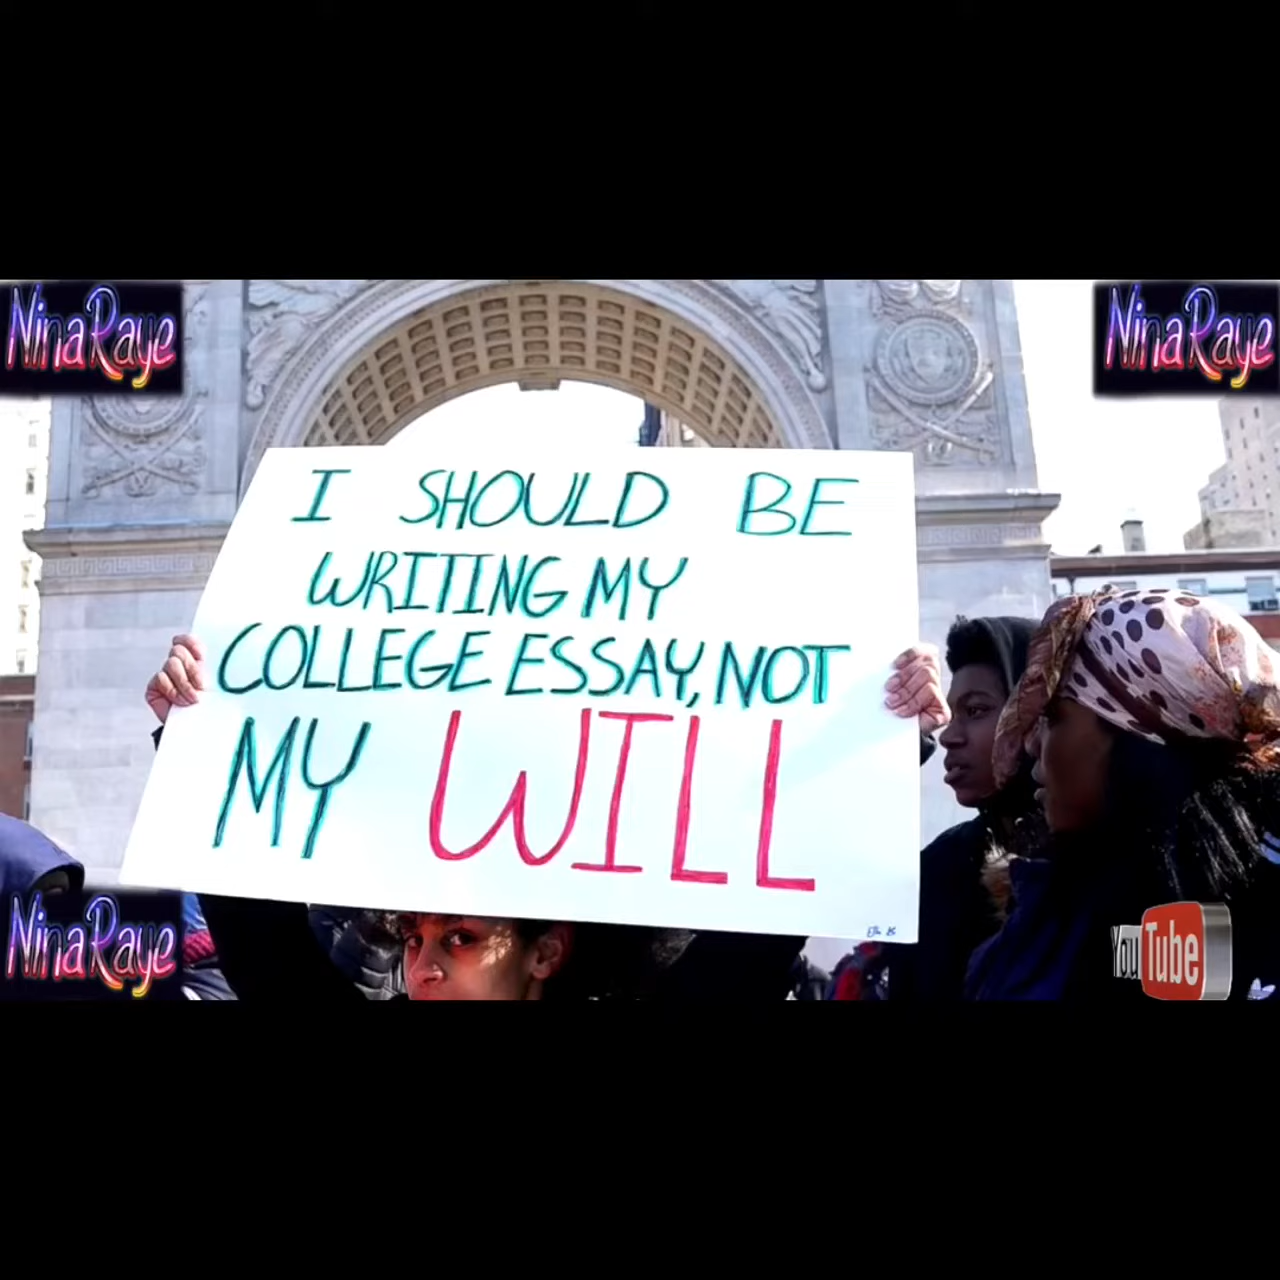 NinaRaye
NinaRaye
I SHOULD BE
WRITING MY
COLLEGE ESSAY, NOT
MY WILL
NinaRaye
YouTube